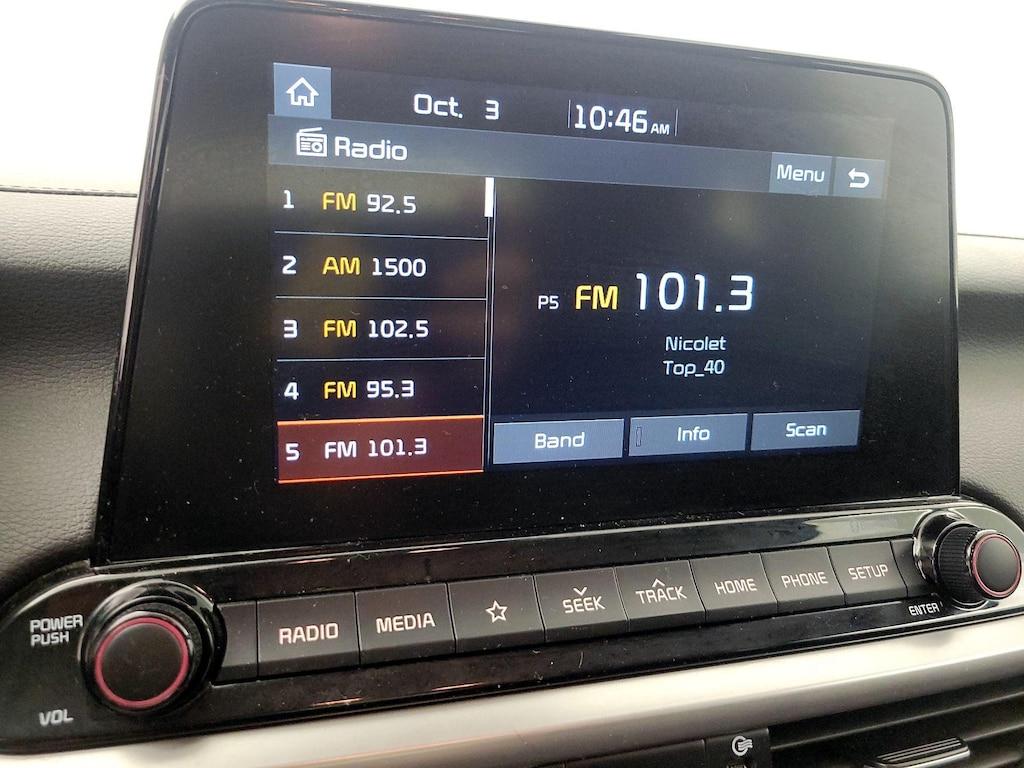 Oct. 3 10:46 AM
Radio
Menu
1 FM 92.5
2 AM 1500
3 FM 102.5
4 FM 95.3
5 FM 101.3
P5 FM 101.3
Nicolet
Top_40
Band Info Scan
POWER
PUSH
VOL
RADIO MEDIA SEEK TRACK HOME PHONE SETUP
ENTER